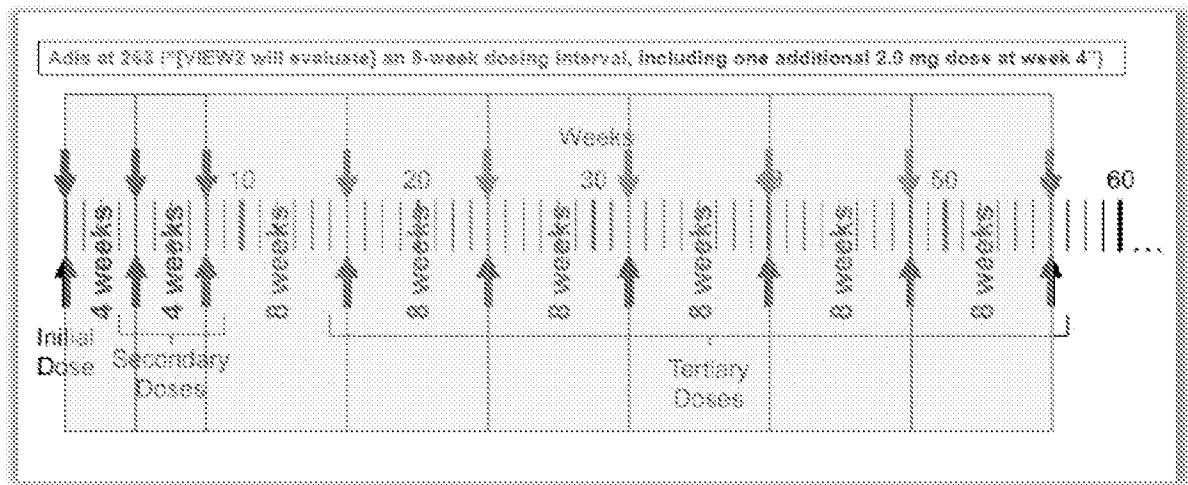 Adis at 263 ("[VIEW2 will evaluate] an 8-week dosing interval, including one additional 2.0 mg dose at week 4")
Weeks
10 20 30 50 60
4 weeks 4 weeks 8 weeks 8 weeks 8 weeks 8 weeks 8 weeks 8 weeks
...
Initial
Dose
Secondary
Doses
Tertiary
Doses